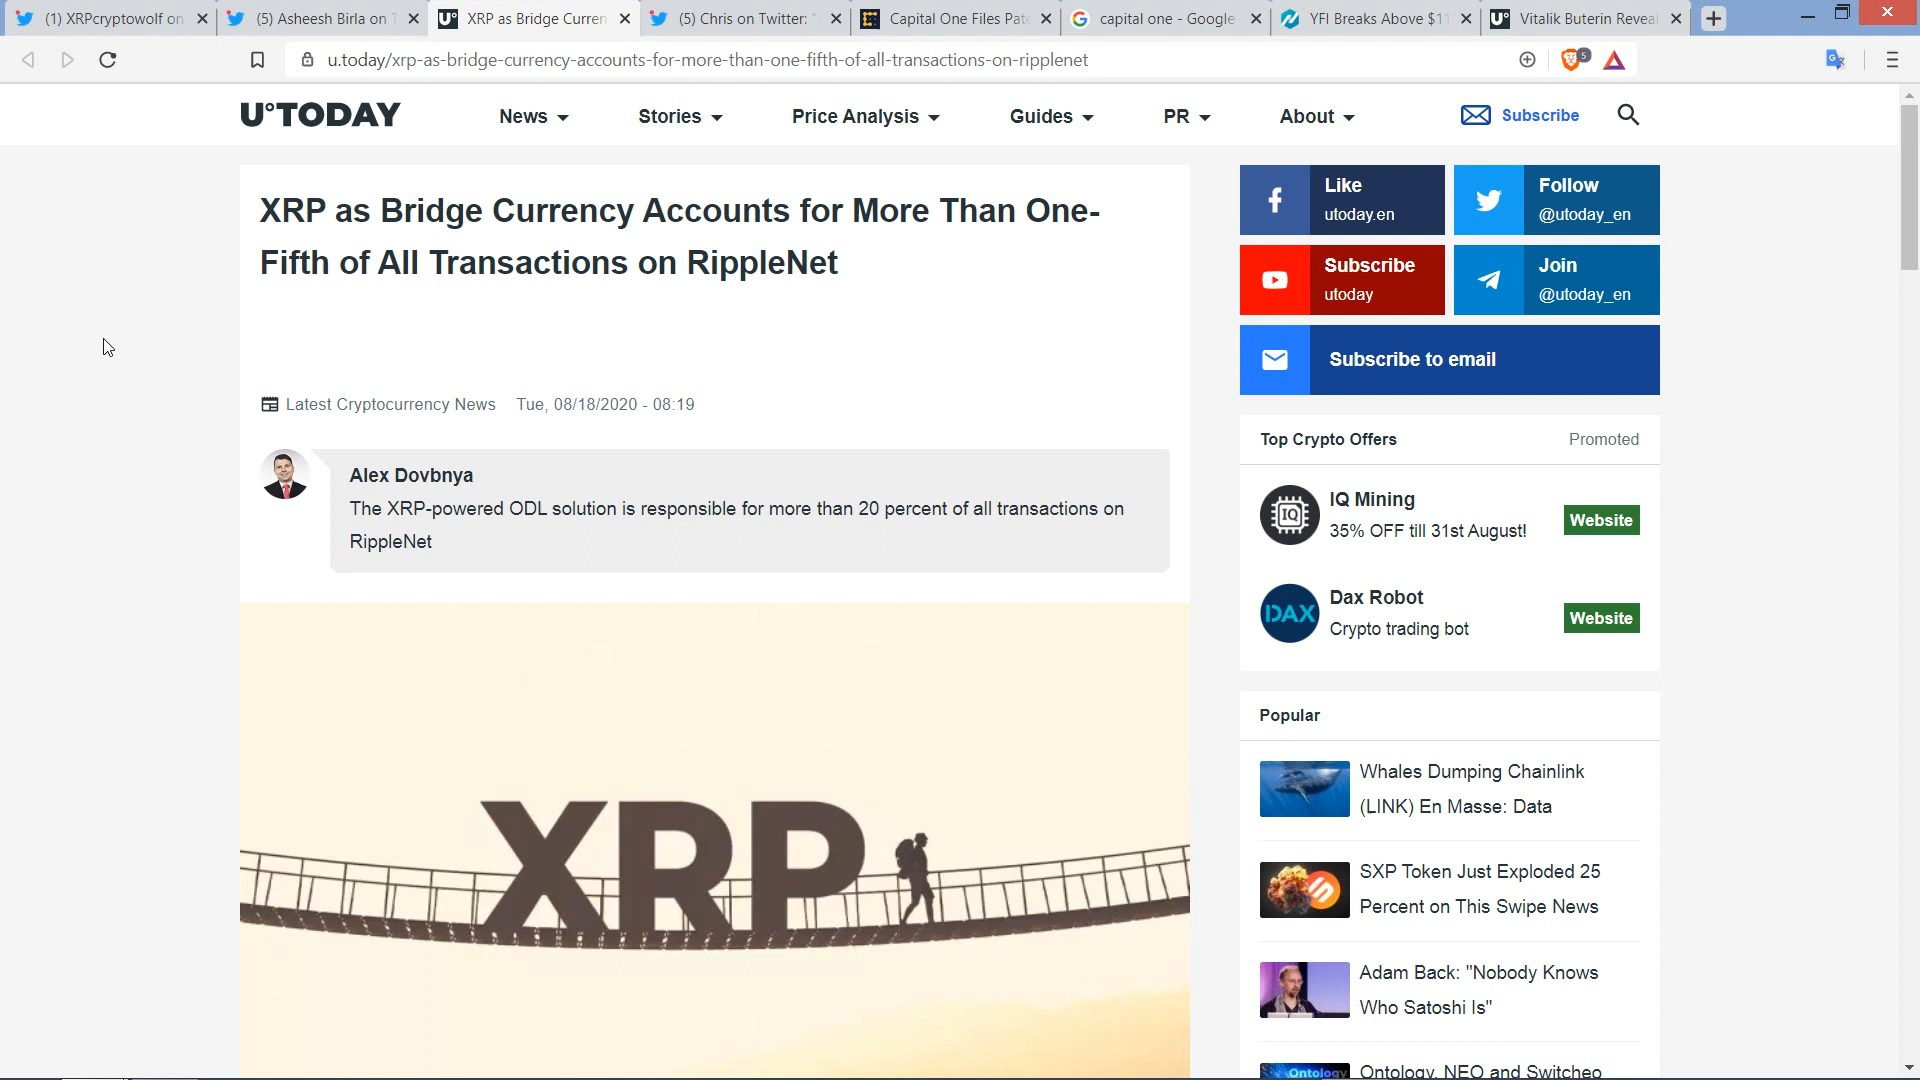 (1) XRPcryptowolf on
(5) Asheesh Birla on T
XRP as Bridge Curren
(5) Chris on Twitter: "
Capital One Files Pate
capital one - Google
YFI Breaks Above $11
Vitalik Buterin Reveal
u.today/xrp-as-bridge-currency-accounts-for-more-than-one-fifth-of-all-transactions-on-ripplenet
5
U°TODAY
News
Stories
Price Analysis
Guides
PR
About
Subscribe
XRP as Bridge Currency Accounts for More Than One-
Fifth of All Transactions on RippleNet
Latest Cryptocurrency News Tue, 08/18/2020 - 08:19
Alex Dovbnya
The XRP-powered ODL solution is responsible for more than 20 percent of all transactions on
RippleNet
XRP
Like
utoday.en
Follow
@utoday_en
Subscribe
utoday
Join
@utoday_en
Subscribe to email
Top Crypto Offers
Promoted
IQ
IQ Mining
35% OFF till 31st August!
Website
DAX
Dax Robot
Crypto trading bot
Website
Popular
Whales Dumping Chainlink
(LINK) En Masse: Data
SXP Token Just Exploded 25
Percent on This Swipe News
Adam Back: "Nobody Knows
Who Satoshi Is"
Ontology
Ontology, NEO and Switcheo